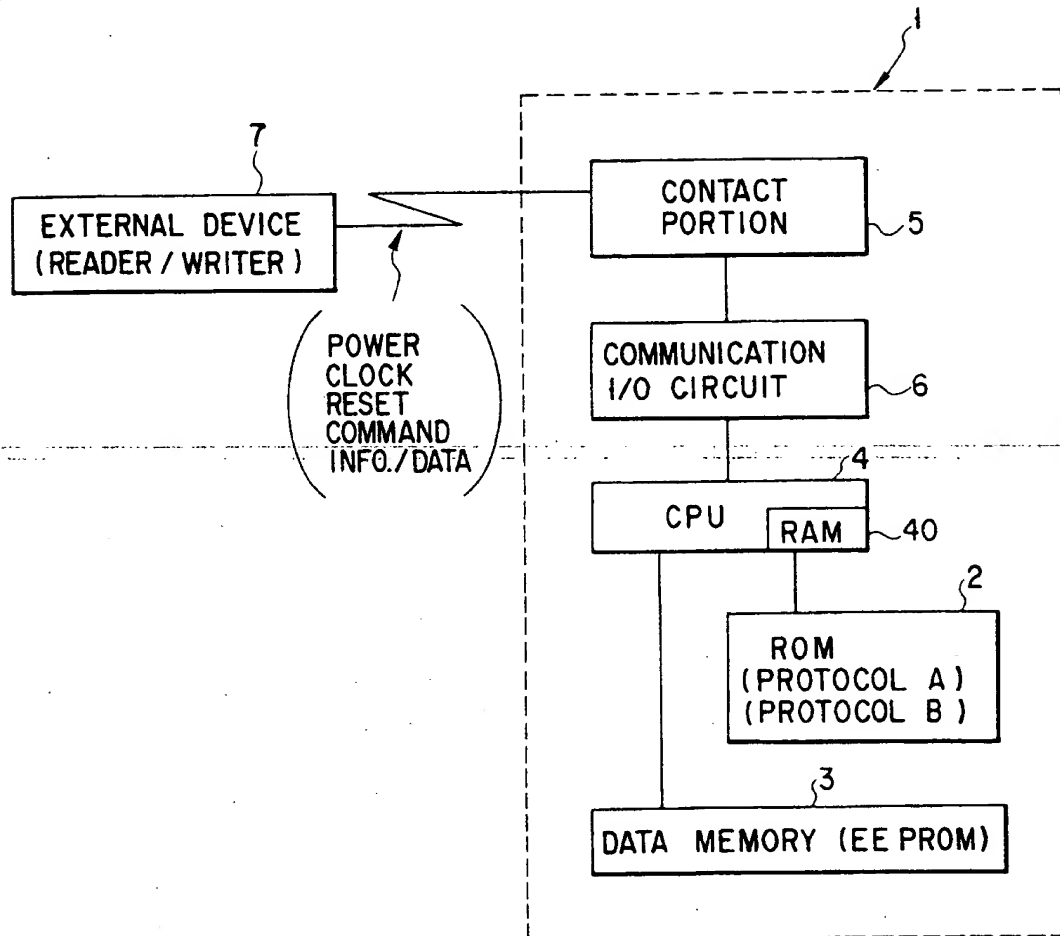 1
7
EXTERNAL DEVICE
(READER / WRITER)
CONTACT
PORTION
5
POWER
CLOCK
RESET
COMMAND
INFO./DATA
COMMUNICATION
I/O CIRCUIT
6
4
CPU
RAM
40
2
ROM
(PROTOCOL A)
(PROTOCOL B)
3
DATA MEMORY (EE PROM)